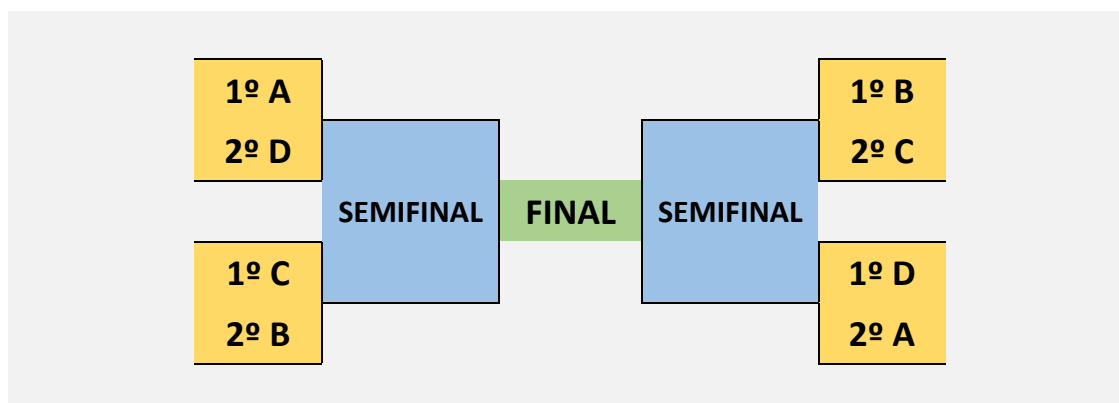 1º A
2º D
1º C
2º B
SEMIFINAL
FINAL
SEMIFINAL
1º B
2º C
1º D
2º A